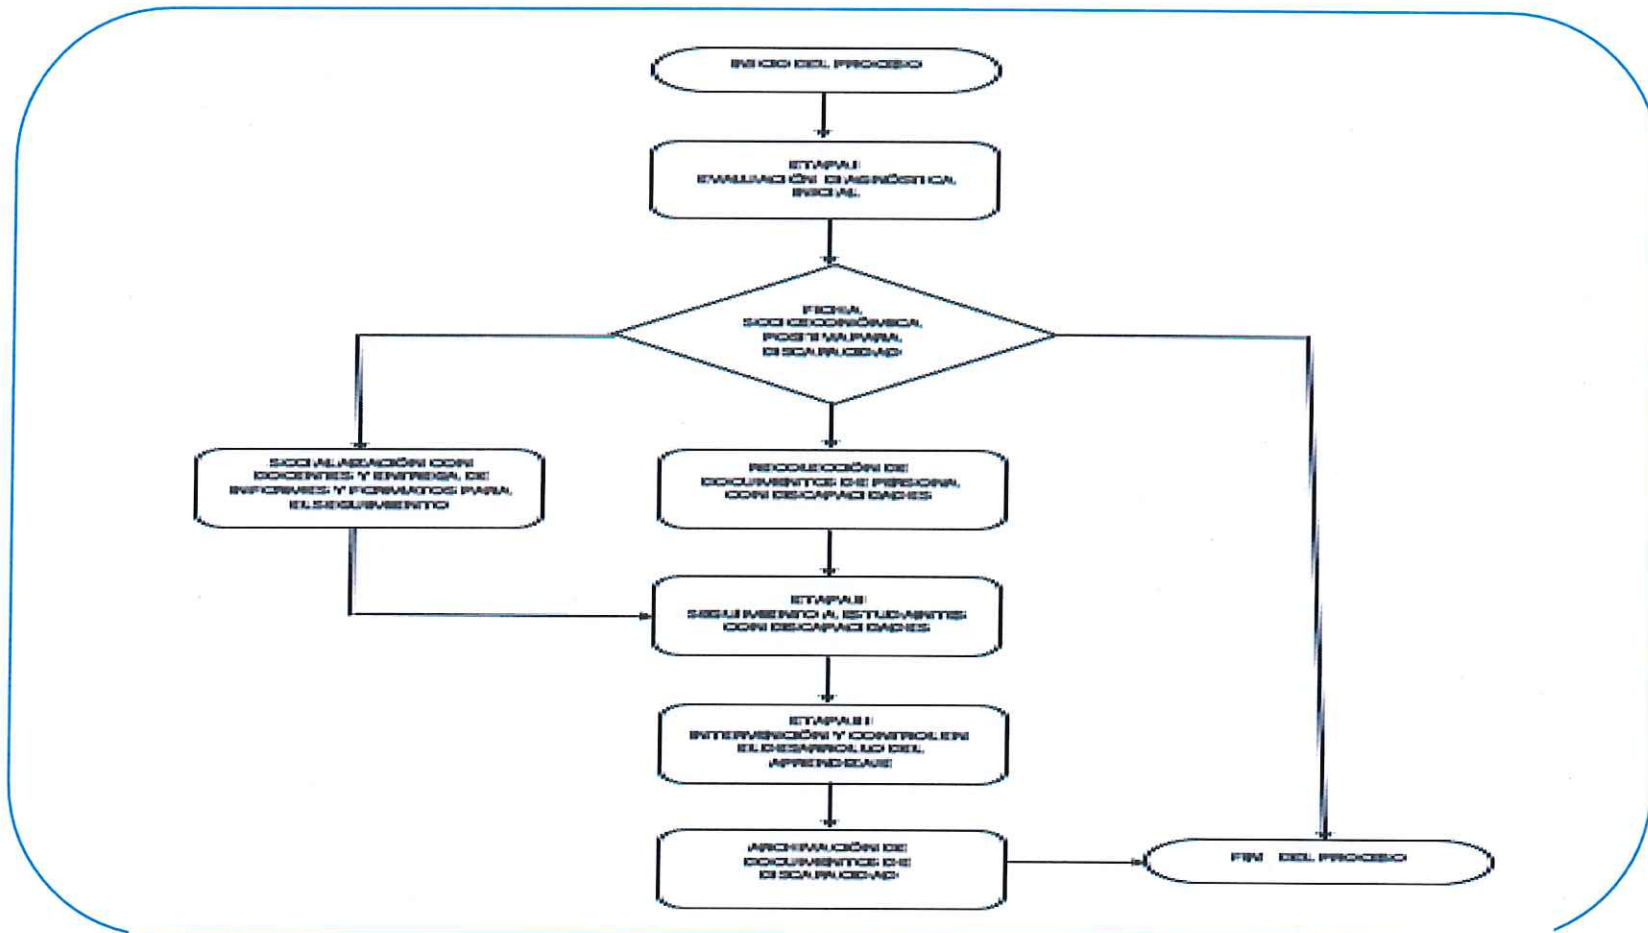 INICIO DEL PROCESO
ETAPA I:
EVALUACIÓN DIAGNÓSTICA
INICIAL
FICHA
SOCIOECONÓMICA
POSITIVA PARA
DISCAPACIDAD
SOCIALIZACIÓN CON
DOCENTES Y ENTREGA DE
INFORMES Y FORMATOS PARA
EL SEGUIMIENTO
RECOLECCIÓN DE
DOCUMENTOS DE PERSONA
CON DISCAPACIDADES
ETAPA II:
SEGUIMIENTO A ESTUDIANTES
CON DISCAPACIDADES
ETAPA III:
INTERVENCIÓN Y CONTROL EN
EL DESARROLLO DEL
APRENDIZAJE
ARCHIVACIÓN DE
DOCUMENTOS DE
DISCAPACIDAD
FIN DEL PROCESO